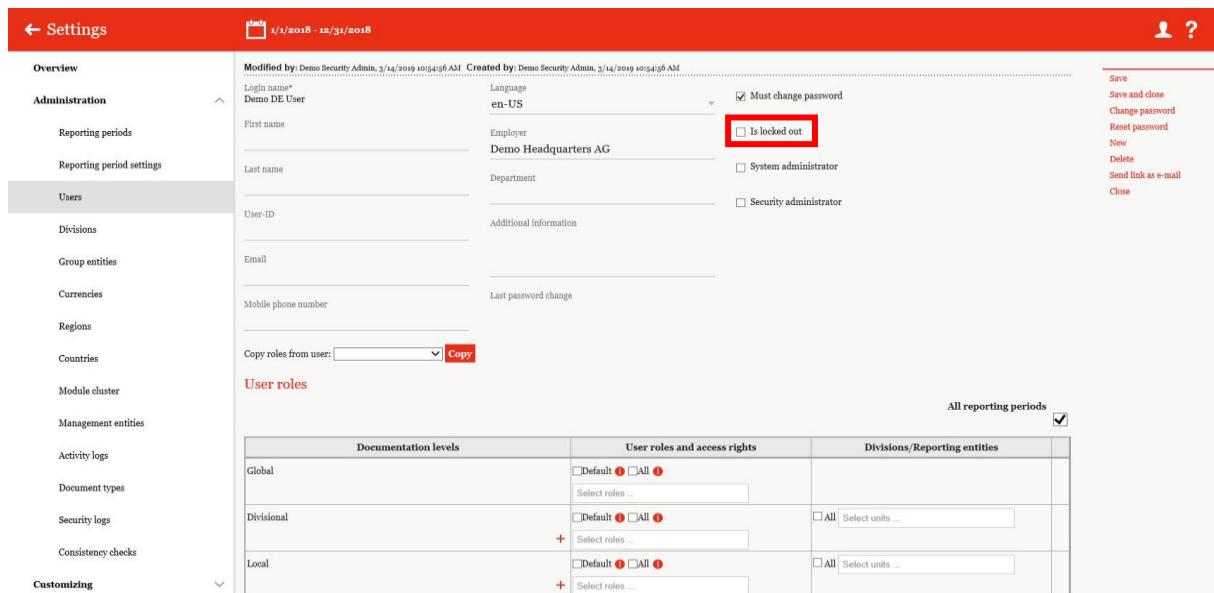 ← Settings
1/1/2018 - 12/31/2018
?
Overview
Administration
Reporting periods
Reporting period settings
Users
Divisions
Group entities
Currencies
Regions
Countries
Module cluster
Management entities
Activity logs
Document types
Security logs
Consistency checks
Customizing
Modified by: Demo Security Admin, 3/14/2019 10:54:56 AM Created by: Demo Security Admin, 3/14/2019 10:54:56 AM
Login name*
Demo DE User
First name
Last name
User-ID
Email
Mobile phone number
Language
en-US
Employer
Demo Headquarters AG
Department
Additional information
Last password change
Must change password
Is locked out
System administrator
Security administrator
Copy roles from user: Copy
User roles
All reporting periods
Documentation levels User roles and access rights Divisions/Reporting entities
Global Default All
Select roles ...
Divisional Default All All Select units ...
+ Select roles ...
Local Default All All Select units ...
+ Select roles ...
Save
Save and close
Change password
Reset password
New
Delete
Send link as e-mail
Close